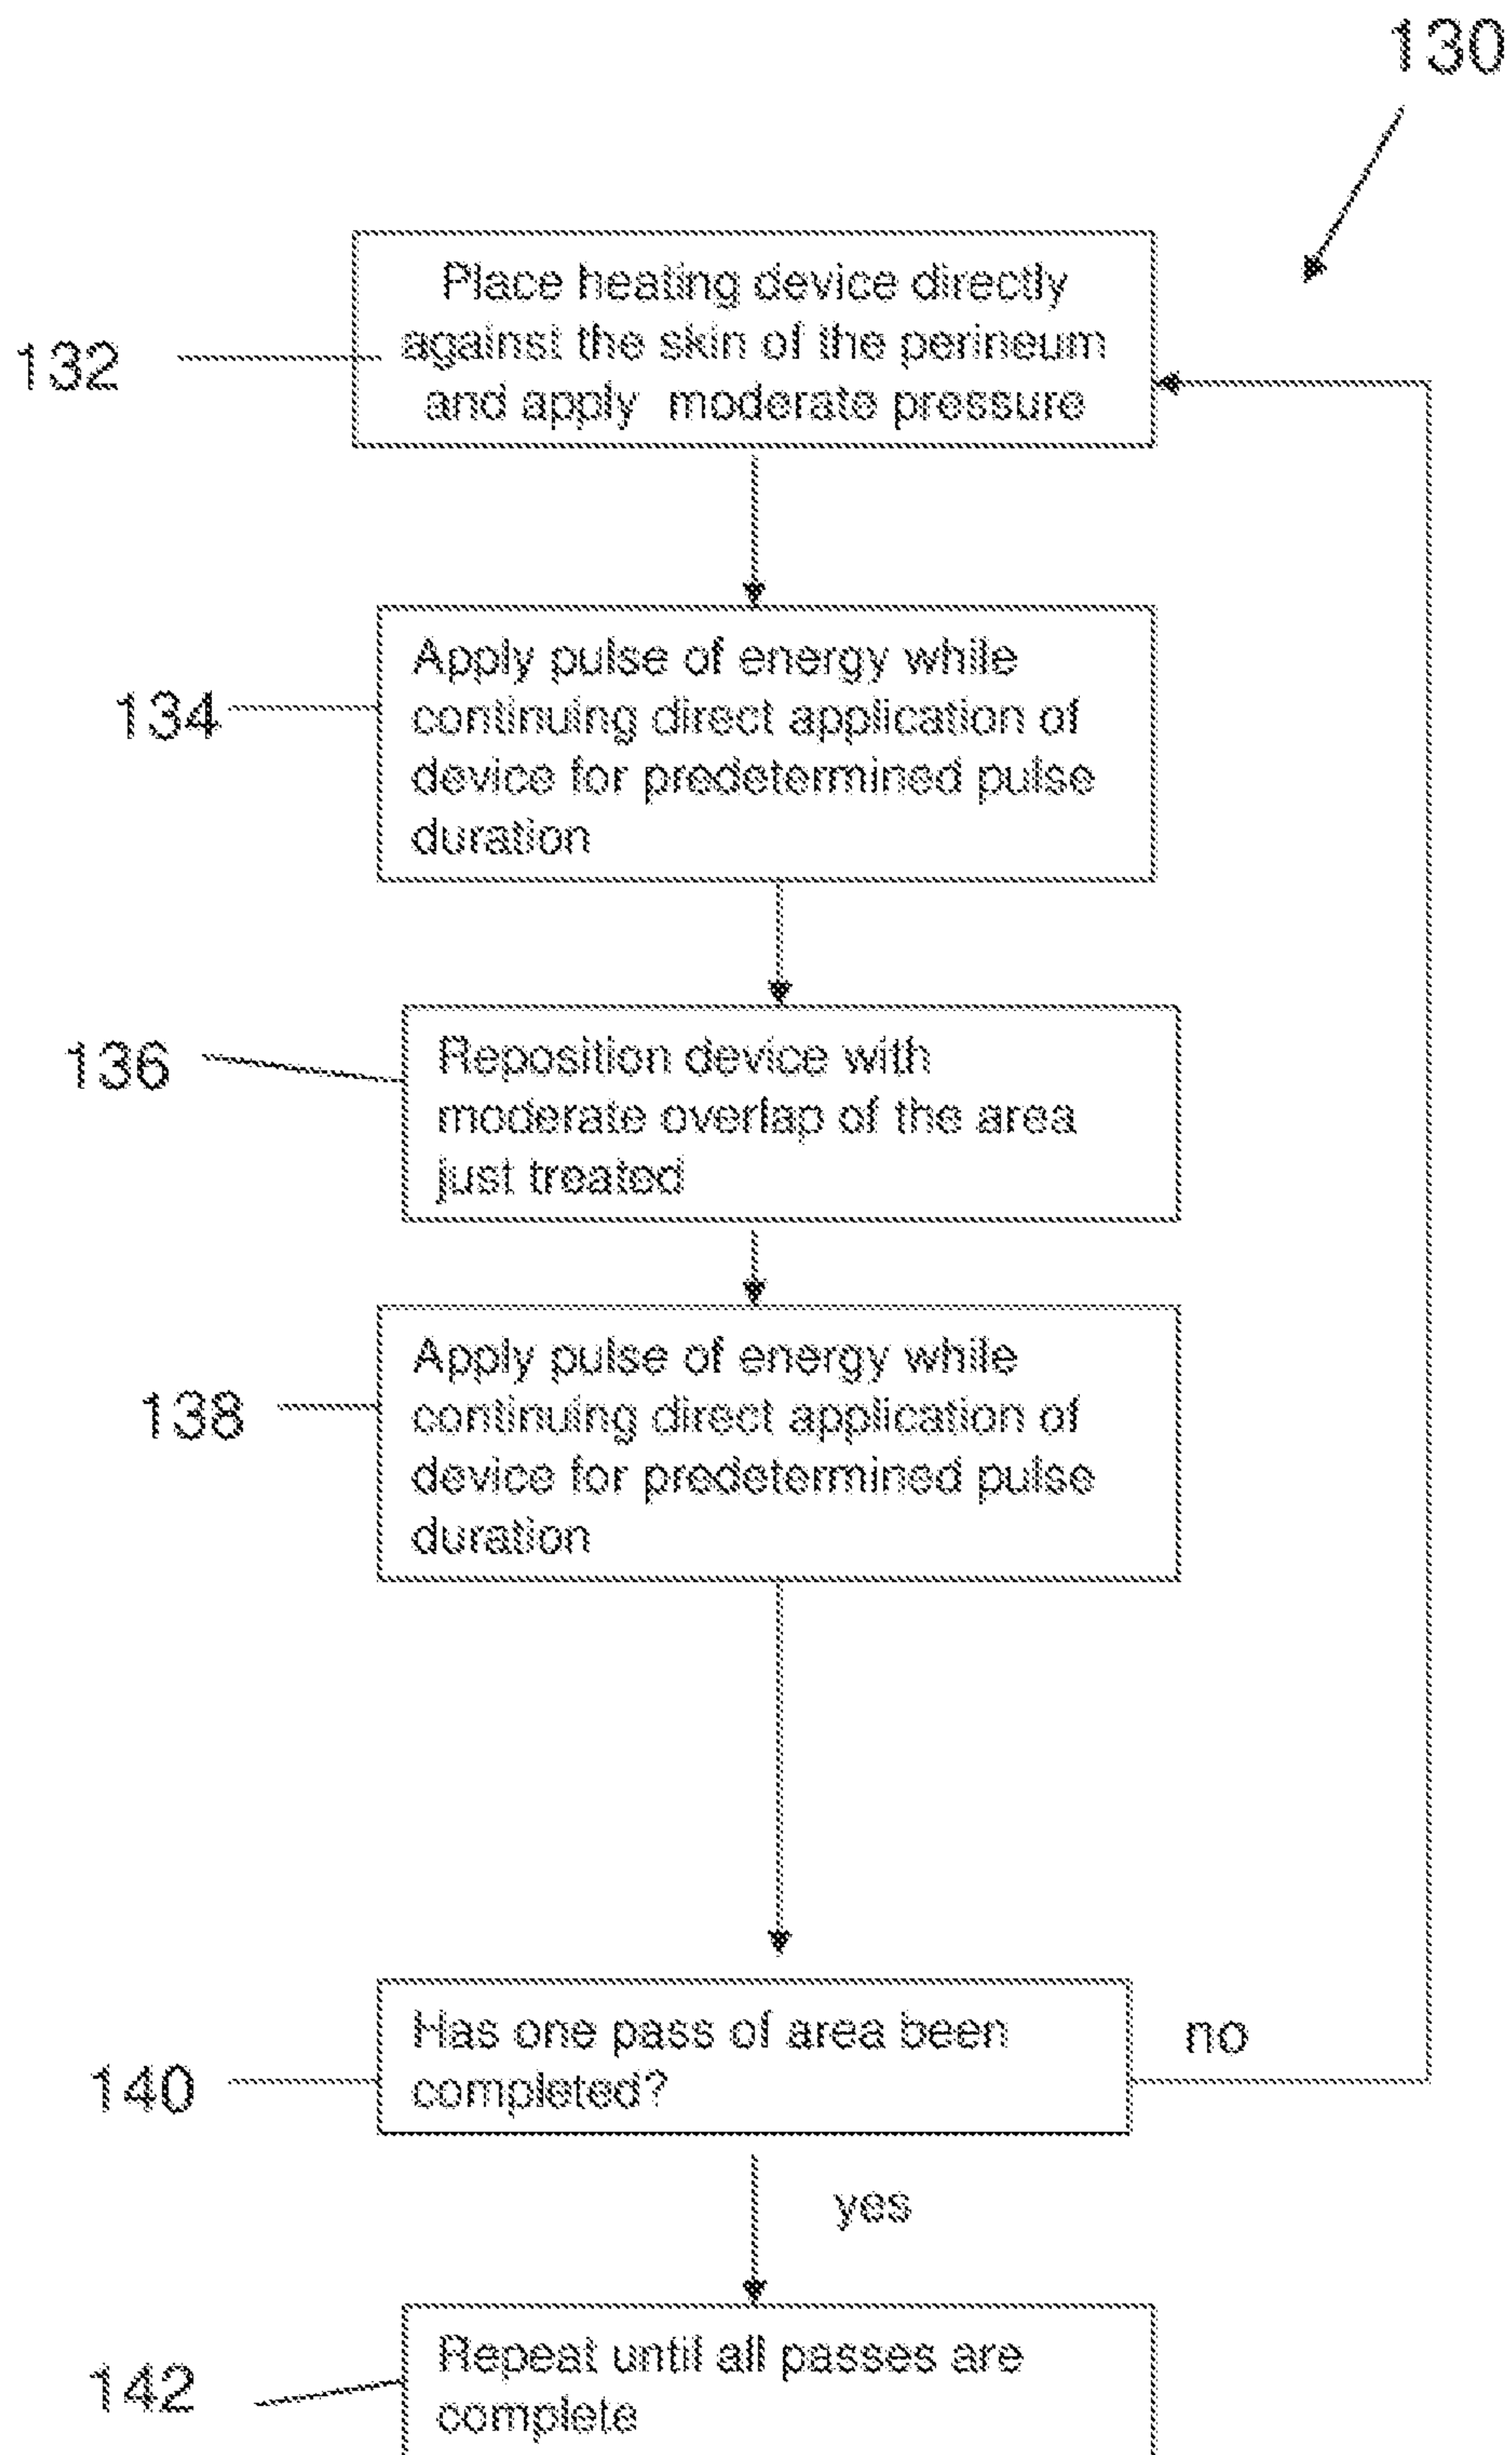 130
Place heating device directly
against the skin of the perineum
and apply moderate pressure
132
Apply pulse of energy while
continuing direct application of
device for predetermined pulse
duration
134
Reposition device with
moderate overlap of the area
just treated
136
Apply pulse of energy while
continuing direct application of
device for predetermined pulse
duration
138
Has one pass of area been
completed?
no
140
yes
Repeat until all passes are
complete
142